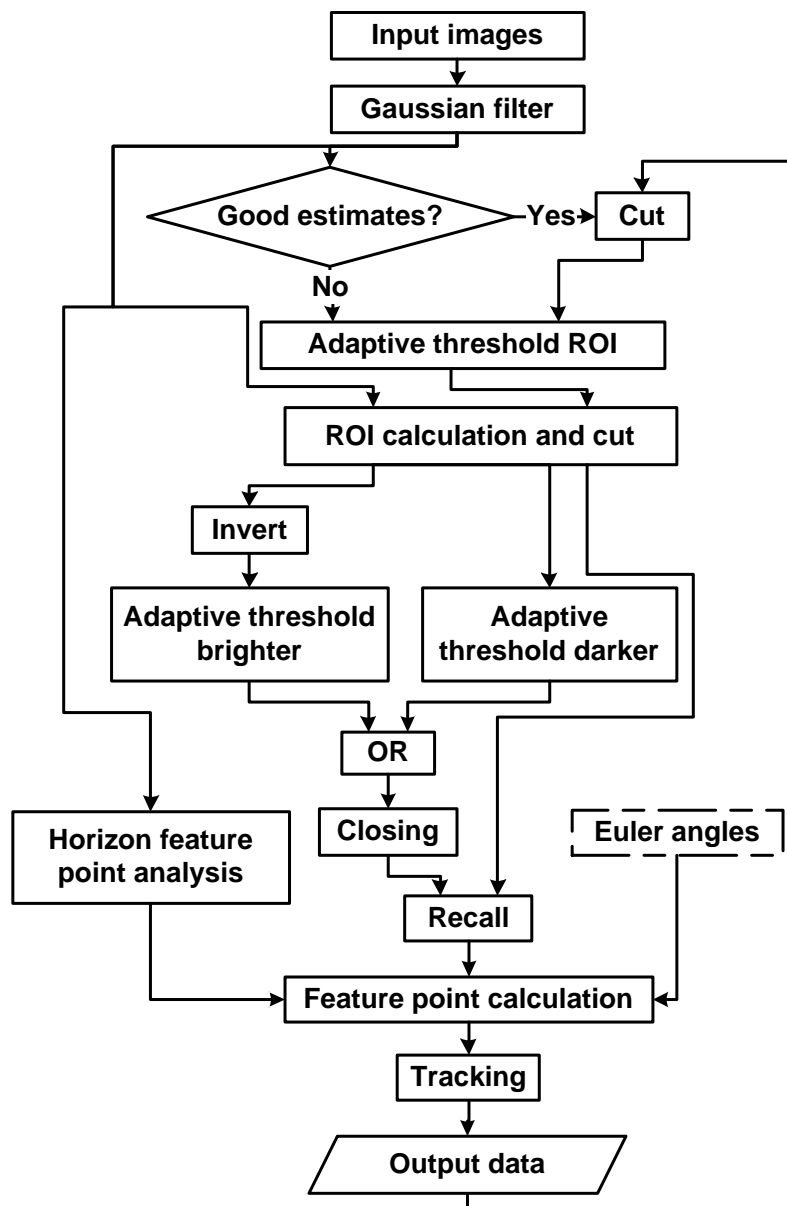 Input images
Gaussian filter
Good estimates?
Yes
Cut
No
Adaptive threshold ROI
ROI calculation and cut
Invert
Adaptive threshold
brighter
Adaptive
threshold darker
OR
Closing
Horizon feature
point analysis
Euler angles
Recall
Feature point calculation
Tracking
Output data